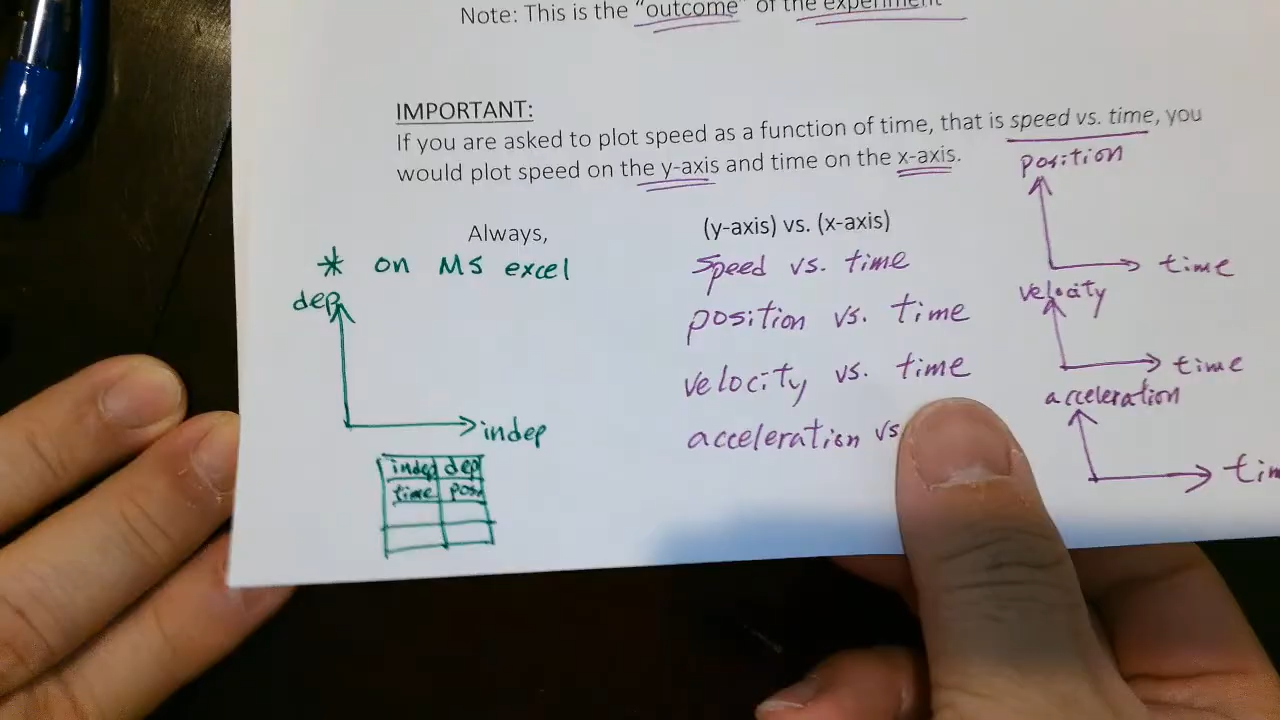 Note: This is the "outcome" of the experiment
IMPORTANT:
If you are asked to plot speed as a function of time, that is speed vs. time, you
would plot speed on the y-axis and time on the x-axis.
Always,
(y-axis) vs. (x-axis)
* on MS excel
dep
indep
indep dep
time
speed vs. time
position vs. time
velocity vs. time
acceleration vs.
position
time
velocity
time
acceleration